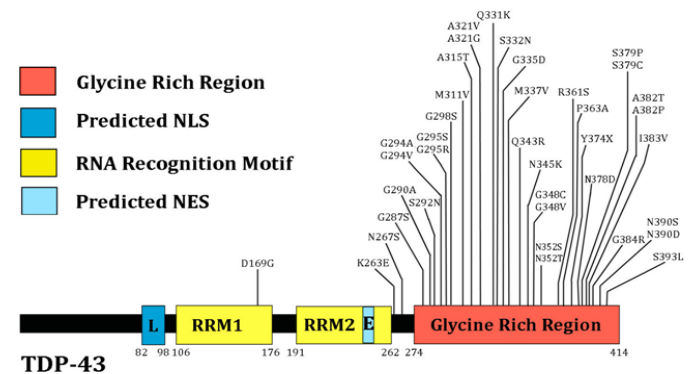 Glycine Rich Region
Predicted NLS
RNA Recognition Motif
Predicted NES
D169G
K263E
N267S
G287S
G290A
S292N
G294A
G294V
G295S
G295R
G298S
M311V
A315T
A321V
A321G
Q331K
S332N
G335D
M337V
Q343R
N345K
G348C
G348V
N352S
N352T
R361S
P363A
Y374X
N378D
S379P
S379C
A382T
A382P
I383V
G384R
N390S
N390D
S393L
L
RRM1
RRM2
E
Glycine Rich Region
82 98 106 176 191 262 274 414
TDP-43